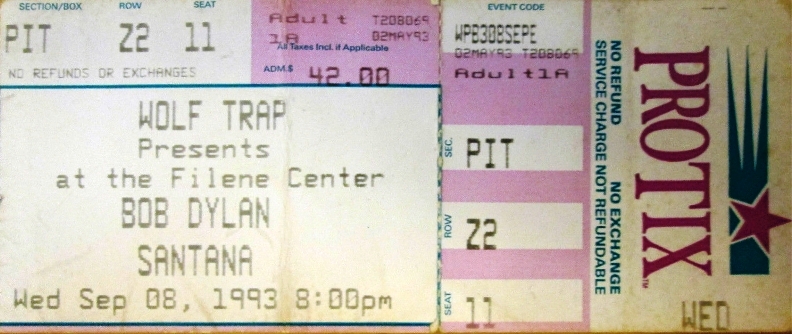 SECTION/BOX ROW SEAT
PIT Z2 11
NO REFUNDS OR EXCHANGES
Adult T208069
1A 02MAY93
All Taxes Incl. if Applicable
ADM.$ 42.00
WOLF TRAP
Presents
at the Filene Center
BOB DYLAN
SANTANA
Wed Sep 08, 1993 8:00pm
EVENT CODE
WPB308SEPE
02MAY93 T208069
Adult1A
SEC. PIT
ROW Z2
SEAT 11
NO REFUND NO EXCHANGE
SERVICE CHARGE NOT REFUNDABLE
PROTIX™
WED